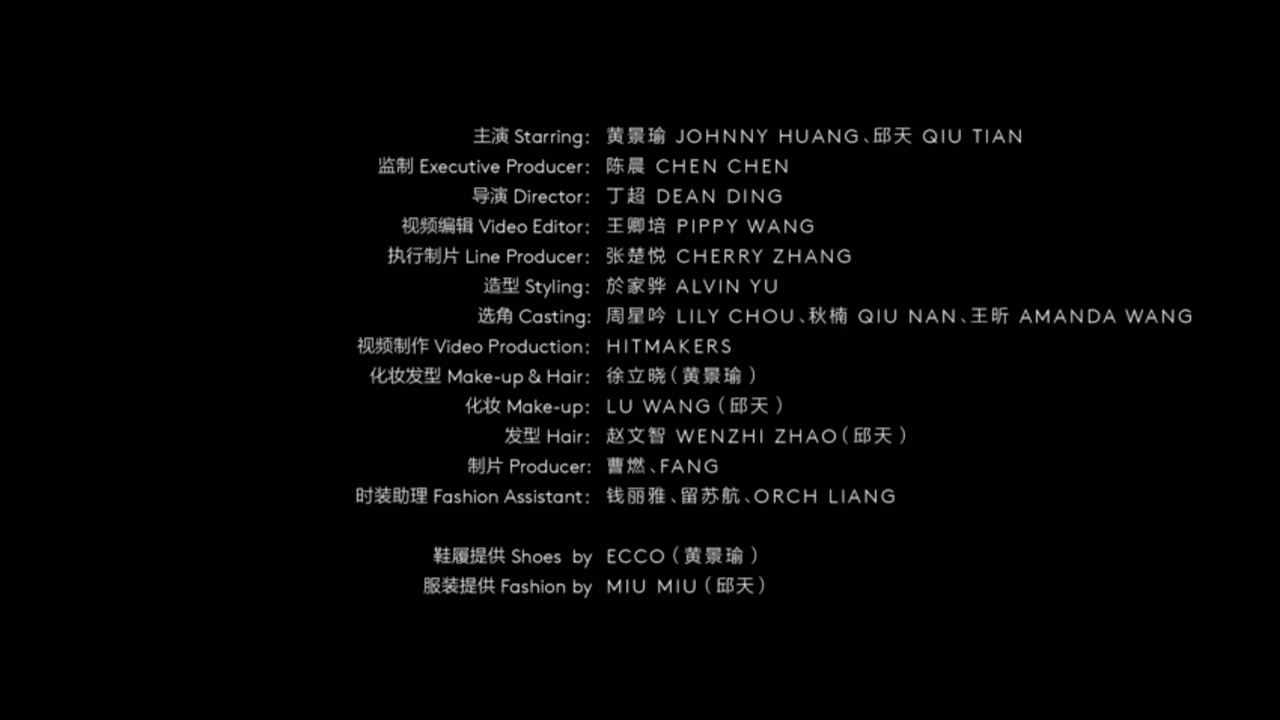 主演 Starring: 黄景瑜 JOHNNY HUANG、邱天 QIU TIAN
监制 Executive Producer: 陈晨 CHEN CHEN
导演 Director: 丁超 DEAN DING
视频编辑 Video Editor: 王卿培 PIPPY WANG
执行制片 Line Producer: 张楚悦 CHERRY ZHANG
造型 Styling: 於家骅 ALVIN YU
选角 Casting: 周星吟 LILY CHOU、秋楠 QIU NAN、王昕 AMANDA WANG
视频制作 Video Production: HITMAKERS
化妆发型 Make-up & Hair: 徐立晓(黄景瑜)
化妆 Make-up: LU WANG(邱天)
发型 Hair: 赵文智 WENZHI ZHAO(邱天)
制片 Producer: 曹燃、FANG
时装助理 Fashion Assistant: 钱丽雅、留苏航、ORCH LIANG
鞋履提供 Shoes by ECCO(黄景瑜)
服装提供 Fashion by MIU MIU(邱天)